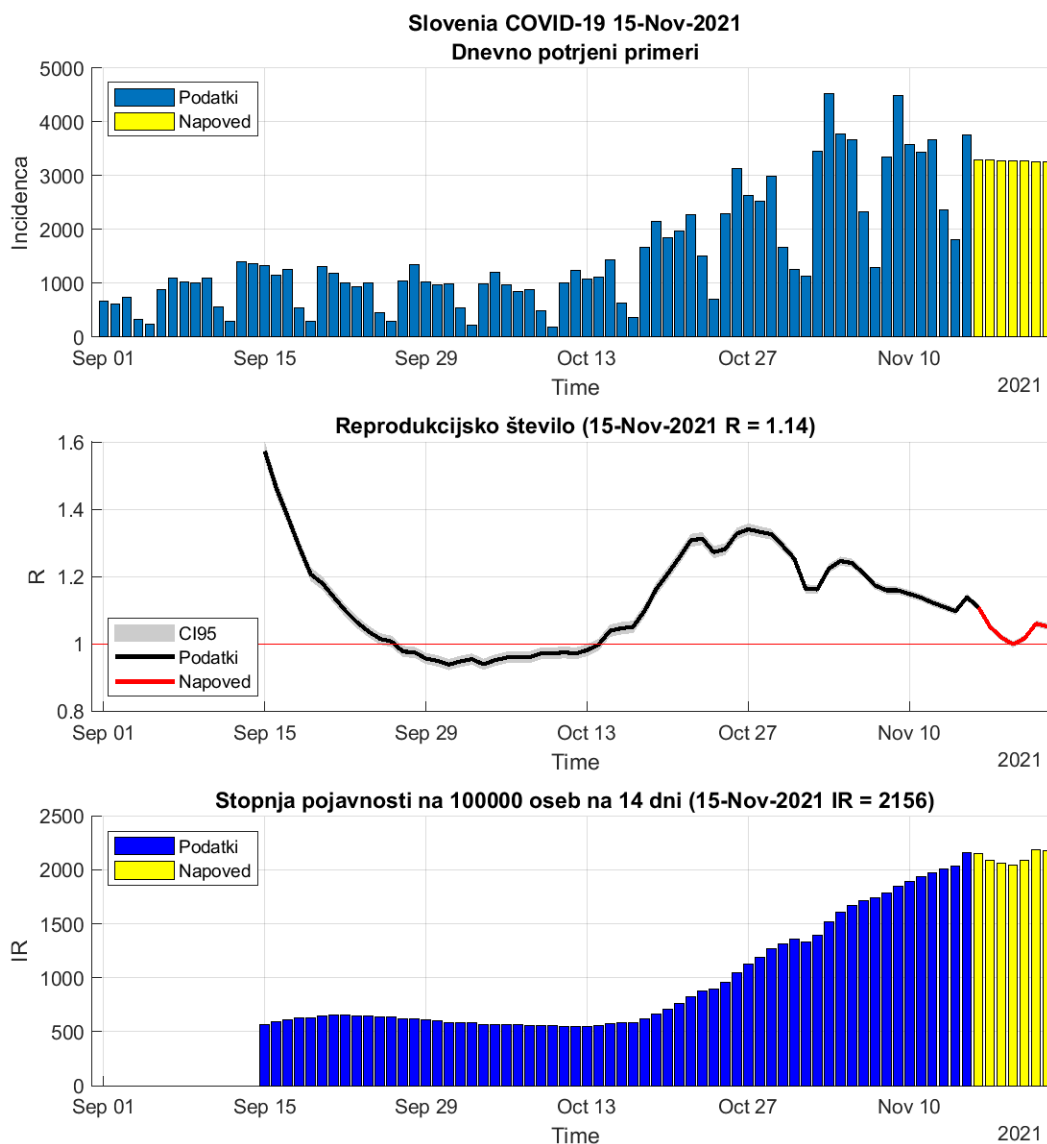 Slovenia COVID-19 15-Nov-2021
Dnevno potrjeni primeri
5000
4000
3000
2000
1000
0
Incidenca
Podatki
Napoved
Sep 01 Sep 15 Sep 29 Oct 13 Oct 27 Nov 10
Time
2021
Reprodukcijsko število (15-Nov-2021 R = 1.14)
1.6
1.4
1.2
1
0.8
R
CI95
Podatki
Napoved
Sep 01 Sep 15 Sep 29 Oct 13 Oct 27 Nov 10
Time
2021
Stopnja pojavnosti na 100000 oseb na 14 dni (15-Nov-2021 IR = 2156)
2500
2000
1500
1000
500
0
IR
Podatki
Napoved
Sep 01 Sep 15 Sep 29 Oct 13 Oct 27 Nov 10
Time
2021